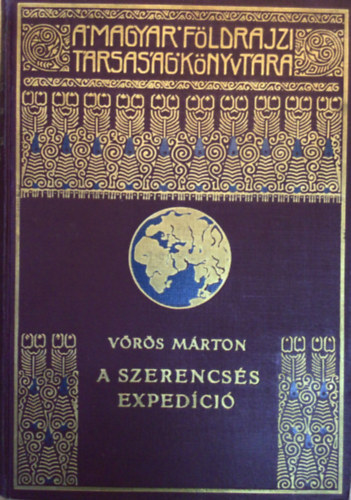 A MAGYAR FÖLDRAJZI
TÁRSASÁG KÖNYVTÁRA
VÖRÖS MÁRTON
A SZERENCSÉS
EXPEDÍCIÓ